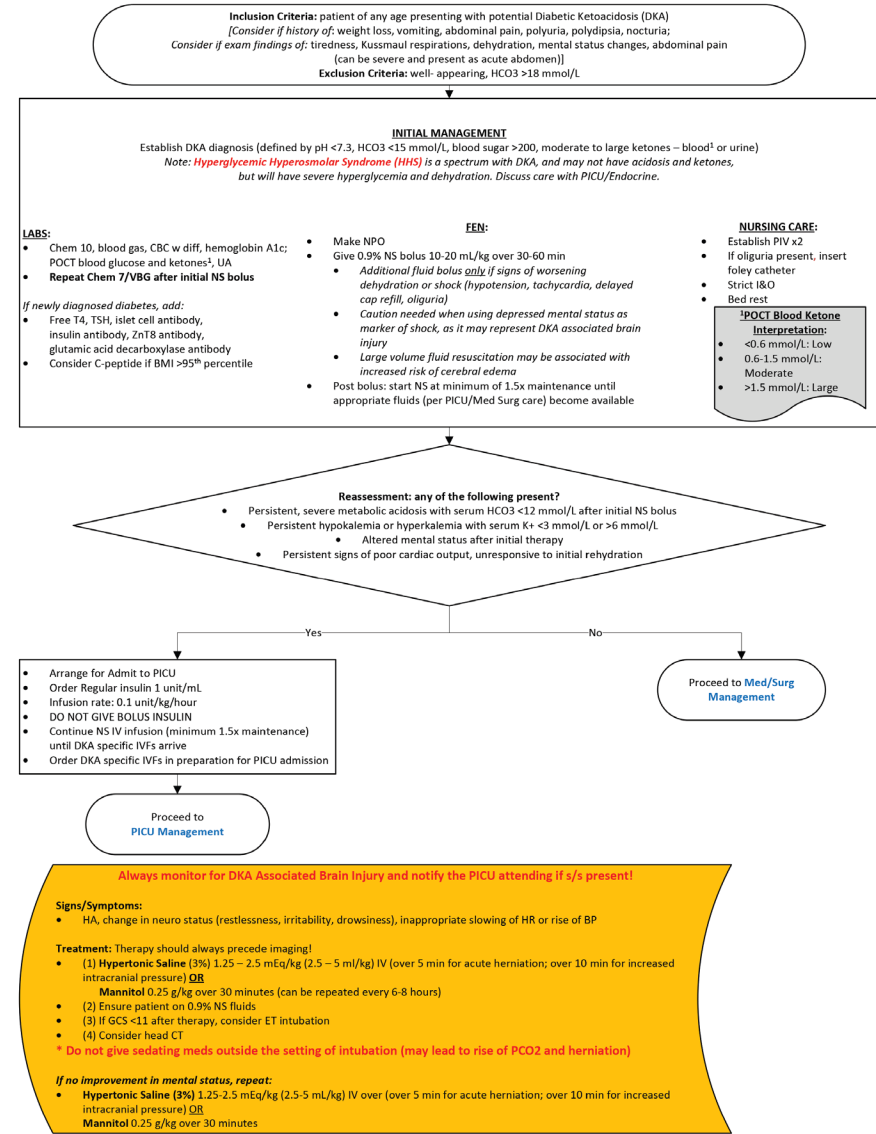 Inclusion Criteria: patient of any age presenting with potential Diabetic Ketoacidosis (DKA)
[Consider if history of: weight loss, vomiting, abdominal pain, polyuria, polydipsia, nocturia;
Consider if exam findings of: tiredness, Kussmaul respirations, dehydration, mental status changes, abdominal pain
(can be severe and present as acute abdomen)]
Exclusion Criteria: well- appearing, HCO3 >18 mmol/L
INITIAL MANAGEMENT
Establish DKA diagnosis (defined by pH <7.3, HCO3 <15 mmol/L, blood sugar >200, moderate to large ketones – blood¹ or urine)
Note: Hyperglycemic Hyperosmolar Syndrome (HHS) is a spectrum with DKA, and may not have acidosis and ketones,
but will have severe hyperglycemia and dehydration. Discuss care with PICU/Endocrine.
LABS:
• Chem 10, blood gas, CBC w diff, hemoglobin A1c;
POCT blood glucose and ketones¹, UA
• Repeat Chem 7/VBG after initial NS bolus
If newly diagnosed diabetes, add:
• Free T4, TSH, islet cell antibody,
insulin antibody, ZnT8 antibody,
glutamic acid decarboxylase antibody
• Consider C-peptide if BMI >95th percentile
FEN:
• Make NPO
• Give 0.9% NS bolus 10-20 mL/kg over 30-60 min
• Additional fluid bolus only if signs of worsening
dehydration or shock (hypotension, tachycardia, delayed
cap refill, oliguria)
• Caution needed when using depressed mental status as
marker of shock, as it may represent DKA associated brain
injury
• Large volume fluid resuscitation may be associated with
increased risk of cerebral edema
• Post bolus: start NS at minimum of 1.5x maintenance until
appropriate fluids (per PICU/Med Surg care) become available
NURSING CARE:
• Establish PIV x2
• If oliguria present, insert
foley catheter
• Strict I&O
• Bed rest
¹POCT Blood Ketone
Interpretation:
• <0.6 mmol/L: Low
• 0.6-1.5 mmol/L:
Moderate
• >1.5 mmol/L: Large
Reassessment: any of the following present?
• Persistent, severe metabolic acidosis with serum HCO3 <12 mmol/L after initial NS bolus
• Persistent hypokalemia or hyperkalemia with serum K+ <3 mmol/L or >6 mmol/L
• Altered mental status after initial therapy
• Persistent signs of poor cardiac output, unresponsive to initial rehydration
Yes
No
• Arrange for Admit to PICU
• Order Regular insulin 1 unit/mL
• Infusion rate: 0.1 unit/kg/hour
• DO NOT GIVE BOLUS INSULIN
• Continue NS IV infusion (minimum 1.5x maintenance)
until DKA specific IVFs arrive
• Order DKA specific IVFs in preparation for PICU admission
Proceed to Med/Surg
Management
Proceed to
PICU Management
Always monitor for DKA Associated Brain Injury and notify the PICU attending if s/s present!
Signs/Symptoms:
• HA, change in neuro status (restlessness, irritability, drowsiness), inappropriate slowing of HR or rise of BP
Treatment: Therapy should always precede imaging!
• (1) Hypertonic Saline (3%) 1.25 – 2.5 mEq/kg (2.5 – 5 ml/kg) IV (over 5 min for acute herniation; over 10 min for increased
intracranial pressure) OR
Mannitol 0.25 g/kg over 30 minutes (can be repeated every 6-8 hours)
• (2) Ensure patient on 0.9% NS fluids
• (3) If GCS <11 after therapy, consider ET intubation
• (4) Consider head CT
* Do not give sedating meds outside the setting of intubation (may lead to rise of PCO2 and herniation)
If no improvement in mental status, repeat:
• Hypertonic Saline (3%) 1.25-2.5 mEq/kg (2.5-5 mL/kg) IV over (over 5 min for acute herniation; over 10 min for increased
intracranial pressure) OR
Mannitol 0.25 g/kg over 30 minutes